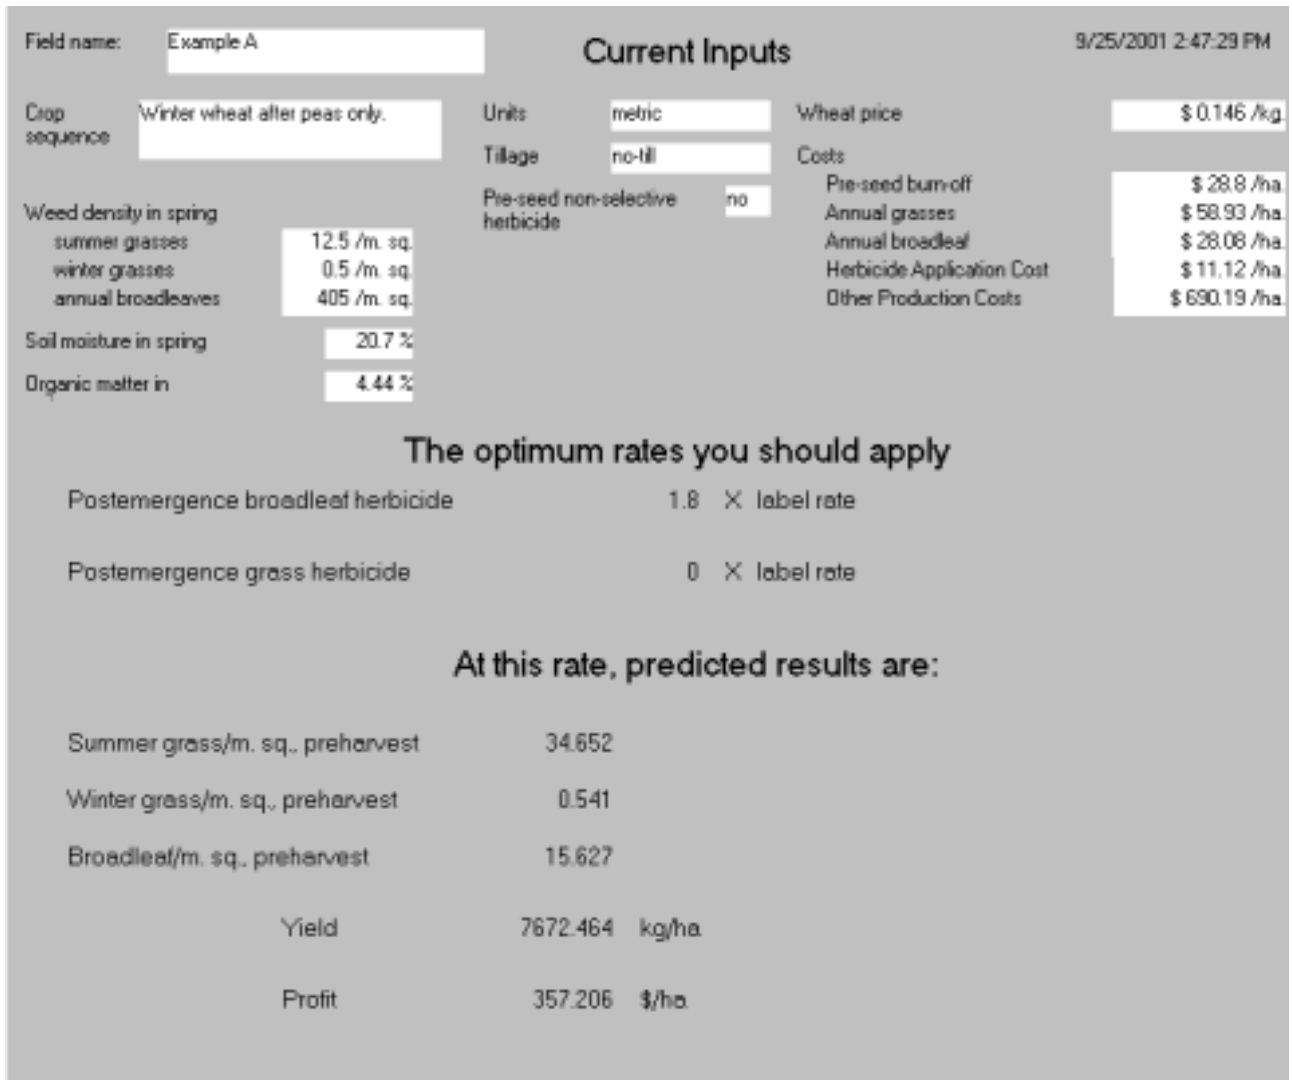 Field name: Example A Current Inputs 9/25/2001 2:47:29 PM
Crop sequence Winter wheat after peas only. Units metric Wheat price $ 0.146 /kg.
Tillage no-till Costs
Pre-seed non-selective herbicide no Pre-seed burn-off $ 28.8 /ha.
Weed density in spring Annual grasses $ 58.93 /ha.
summer grasses 12.5 /m. sq. Annual broadleaf $ 28.08 /ha.
winter grasses 0.5 /m. sq. Herbicide Application Cost $ 11.12 /ha.
annual broadleaves 405 /m. sq. Other Production Costs $ 690.19 /ha.
Soil moisture in spring 20.7 %
Organic matter in 4.44 %
The optimum rates you should apply
Postemergence broadleaf herbicide 1.8 X label rate
Postemergence grass herbicide 0 X label rate
At this rate, predicted results are:
Summer grass/m. sq., preharvest 34.652
Winter grass/m. sq., preharvest 0.541
Broadleaf/m. sq., preharvest 15.627
Yield 7672.464 kg/ha.
Profit 357.206 $/ha.